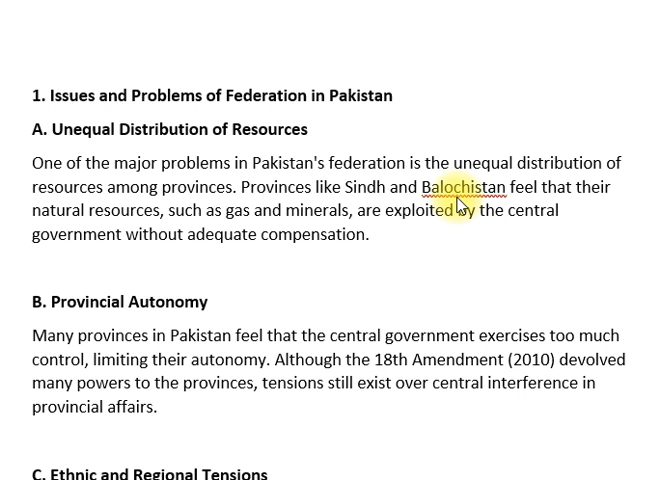 1. Issues and Problems of Federation in Pakistan
A. Unequal Distribution of Resources
One of the major problems in Pakistan's federation is the unequal distribution of
resources among provinces. Provinces like Sindh and Balochistan feel that their
natural resources, such as gas and minerals, are exploited by the central
government without adequate compensation.
B. Provincial Autonomy
Many provinces in Pakistan feel that the central government exercises too much
control, limiting their autonomy. Although the 18th Amendment (2010) devolved
many powers to the provinces, tensions still exist over central interference in
provincial affairs.
C. Ethnic and Regional Tensions